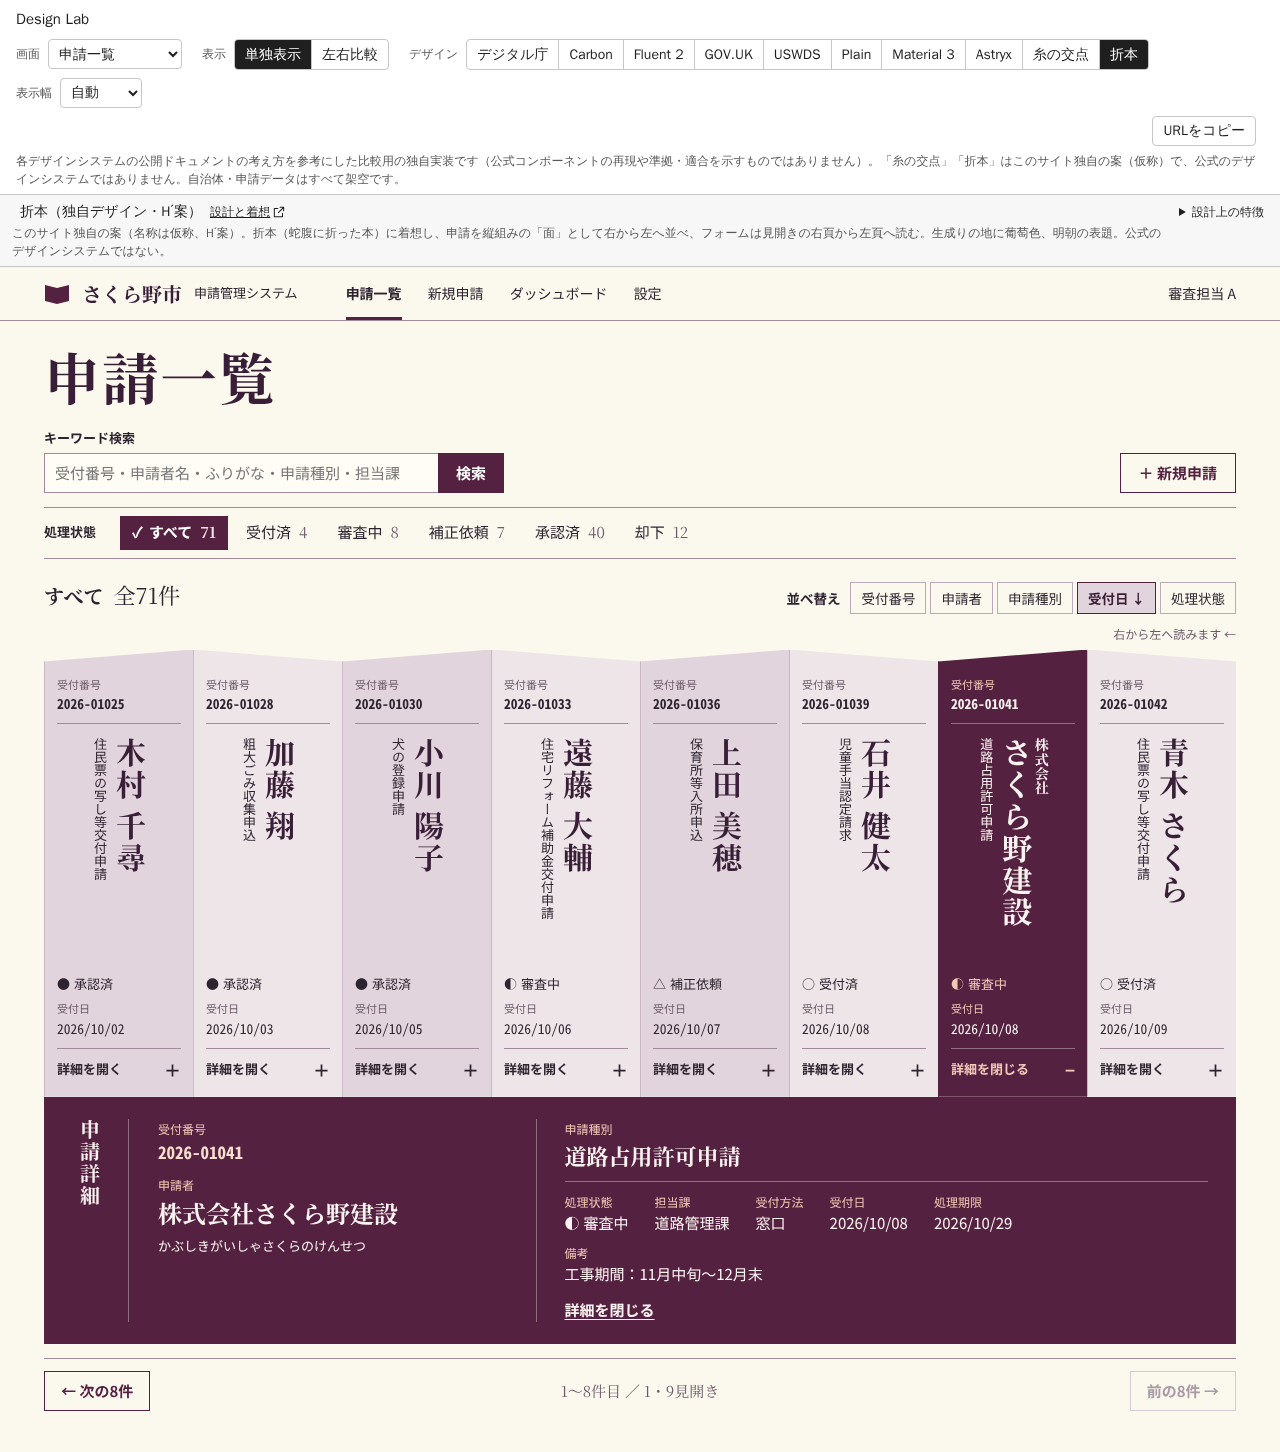 Design Lab
画面 申請一覧 表示 単独表示 左右比較 デザイン デジタル庁 Carbon Fluent 2 GOV.UK USWDS Plain Material 3 Astryx 糸の交点 折本
表示幅 自動
URLをコピー
各デザインシステムの公開ドキュメントの考え方を参考にした比較用の独自実装です（公式コンポーネントの再現や準拠・適合を示すものではありません）。「糸の交点」「折本」はこのサイト独自の案（仮称）で、公式のデザ
インシステムではありません。自治体・申請データはすべて架空です。
折本（独自デザイン・H´案） 設計と着想 ▶ 設計上の特徴
このサイト独自の案（名称は仮称、H´案）。折本（蛇腹に折った本）に着想し、申請を縦組みの「面」として右から左へ並べ、フォームは見開きの右頁から左頁へ読む。生成りの地に葡萄色、明朝の表題。公式の
デザインシステムではない。
さくら野市 申請管理システム 申請一覧 新規申請 ダッシュボード 設定 審査担当 A
申請一覧
キーワード検索
受付番号・申請者名・ふりがな・申請種別・担当課 検索 ＋ 新規申請
処理状態 ✓ すべて 71 受付済 4 審査中 8 補正依頼 7 承認済 40 却下 12
すべて 全71件 並べ替え 受付番号 申請者 申請種別 受付日 ↓ 処理状態
右から左へ読みます ←
受付番号
2026-01042
青木 さくら
住民票の写し等交付申請
○ 受付済
受付日
2026/10/09
詳細を開く ＋
受付番号
2026-01041
株式会社
さくら野建設
道路占用許可申請
◐ 審査中
受付日
2026/10/08
詳細を閉じる −
受付番号
2026-01039
石井 健太
児童手当認定請求
○ 受付済
受付日
2026/10/08
詳細を開く ＋
受付番号
2026-01036
上田 美穂
保育所等入所申込
△ 補正依頼
受付日
2026/10/07
詳細を開く ＋
受付番号
2026-01033
遠藤 大輔
住宅リフォーム補助金交付申請
◐ 審査中
受付日
2026/10/06
詳細を開く ＋
受付番号
2026-01030
小川 陽子
犬の登録申請
● 承認済
受付日
2026/10/05
詳細を開く ＋
受付番号
2026-01028
加藤 翔
粗大ごみ収集申込
● 承認済
受付日
2026/10/03
詳細を開く ＋
受付番号
2026-01025
木村 千尋
住民票の写し等交付申請
● 承認済
受付日
2026/10/02
詳細を開く ＋
申請詳細
受付番号
2026-01041
申請者
株式会社さくら野建設
かぶしきがいしゃさくらのけんせつ
申請種別
道路占用許可申請
処理状態 担当課 受付方法 受付日 処理期限
◐ 審査中 道路管理課 窓口 2026/10/08 2026/10/29
備考
工事期間：11月中旬〜12月末
詳細を閉じる
← 次の8件 1〜8件目 ／ 1・9見開き 前の8件 →